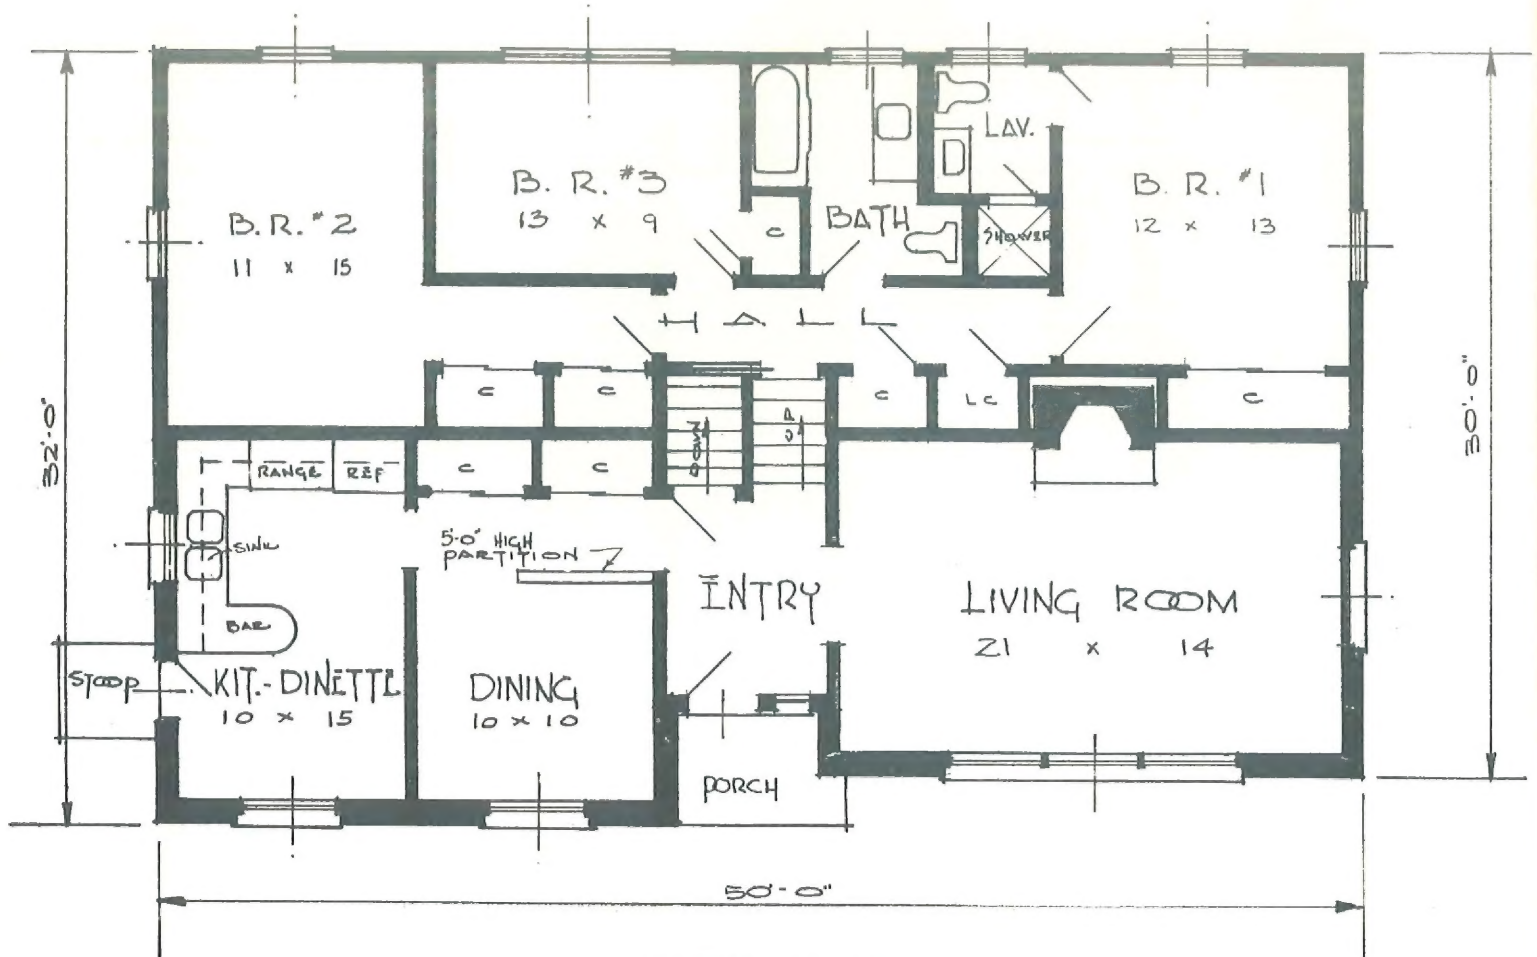 LAV.
B. R. #3
13 x 9
B. R. #1
12 x 13
B. R. #2
11 x 15
C
BATH
SHOWER
HALL
C
C
C
LC
C
DOWN
UP
32'-0"
30'-0"
RANGE
REF
C
C
SINK
5'-0" HIGH
PARTITION
BAR
ENTRY
LIVING ROOM
21 x 14
STOOP
KIT.-DINETTE
10 x 15
DINING
10 x 10
PORCH
50'-0"